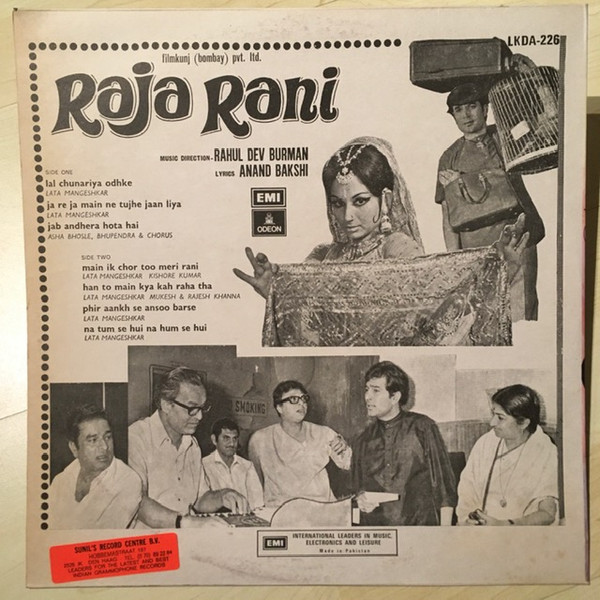 LKDA-226
filmkunj (bombay) pvt. ltd.
Raja Rani
MUSIC DIRECTION-RAHUL DEV BURMAN
LYRICS ANAND BAKSHI
EMI
ODEON
SIDE ONE
lal chunariya odhke
LATA MANGESHKAR
ja re ja main ne tujhe jaan liya
LATA MANGESHKAR
jab andhera hota hai
ASHA BHOSLE, BHUPENDRA & CHORUS
SIDE TWO
main ik chor too meri rani
LATA MANGESHKAR KISHORE KUMAR
han to main kya kah raha tha
LATA MANGESHKAR MUKESH & RAJESH KHANNA
phir aankh se ansoo barse
LATA MANGESHKAR
na tum se hui na hum se hui
LATA MANGESHKAR
SMOKING
EMI
INTERNATIONAL LEADERS IN MUSIC,
ELECTRONICS AND LEISURE
Made in Pakistan
SUNIL'S RECORD CENTRE B.V.
HOBBEMASTRAAT
DEN HAAG TEL.
LEADERS FOR THE LATEST AND BEST
INDIAN GRAMMOPHONE RECORDS